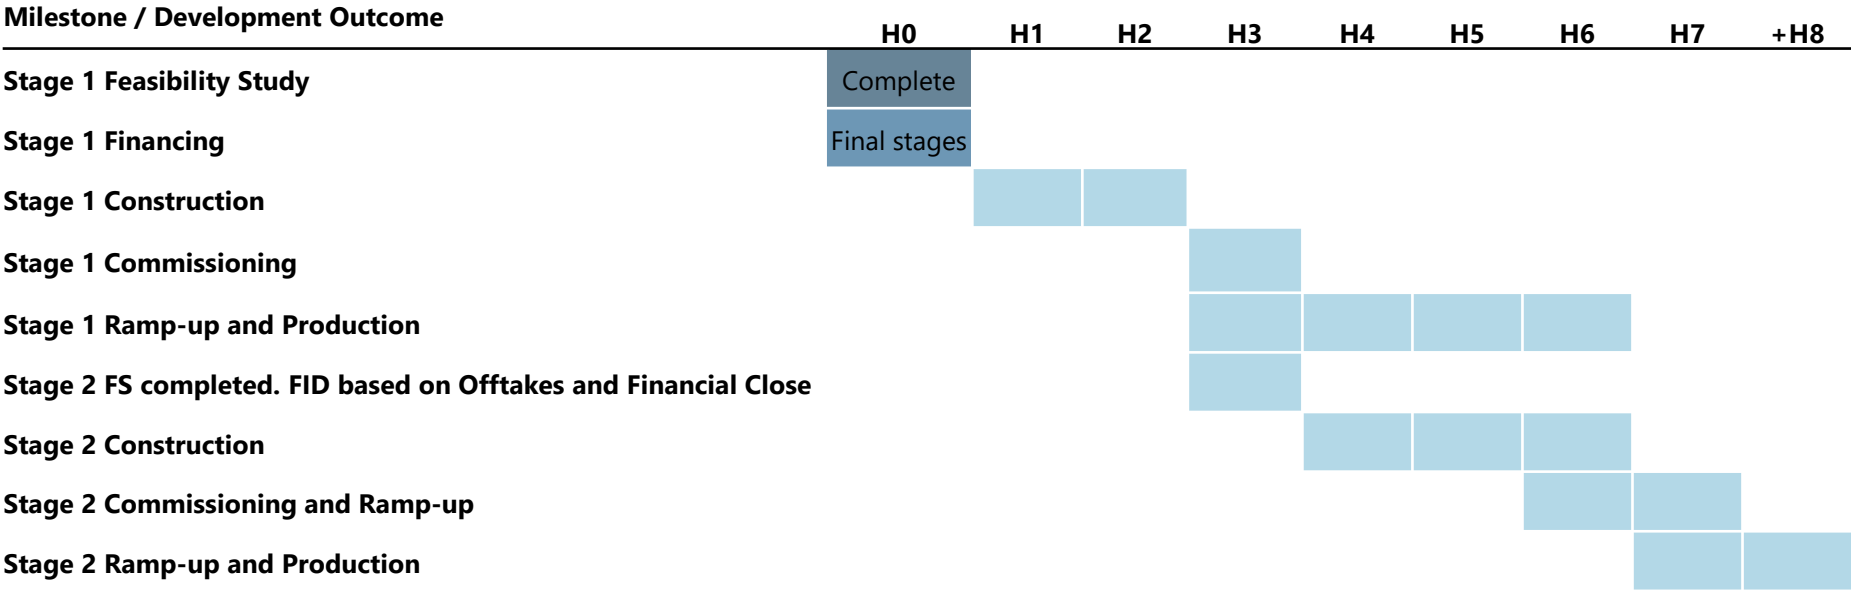 Milestone / Development Outcome H0 H1 H2 H3 H4 H5 H6 H7 +H8
Stage 1 Feasibility Study Complete
Stage 1 Financing Final stages
Stage 1 Construction
Stage 1 Commissioning
Stage 1 Ramp-up and Production
Stage 2 FS completed. FID based on Offtakes and Financial Close
Stage 2 Construction
Stage 2 Commissioning and Ramp-up
Stage 2 Ramp-up and Production